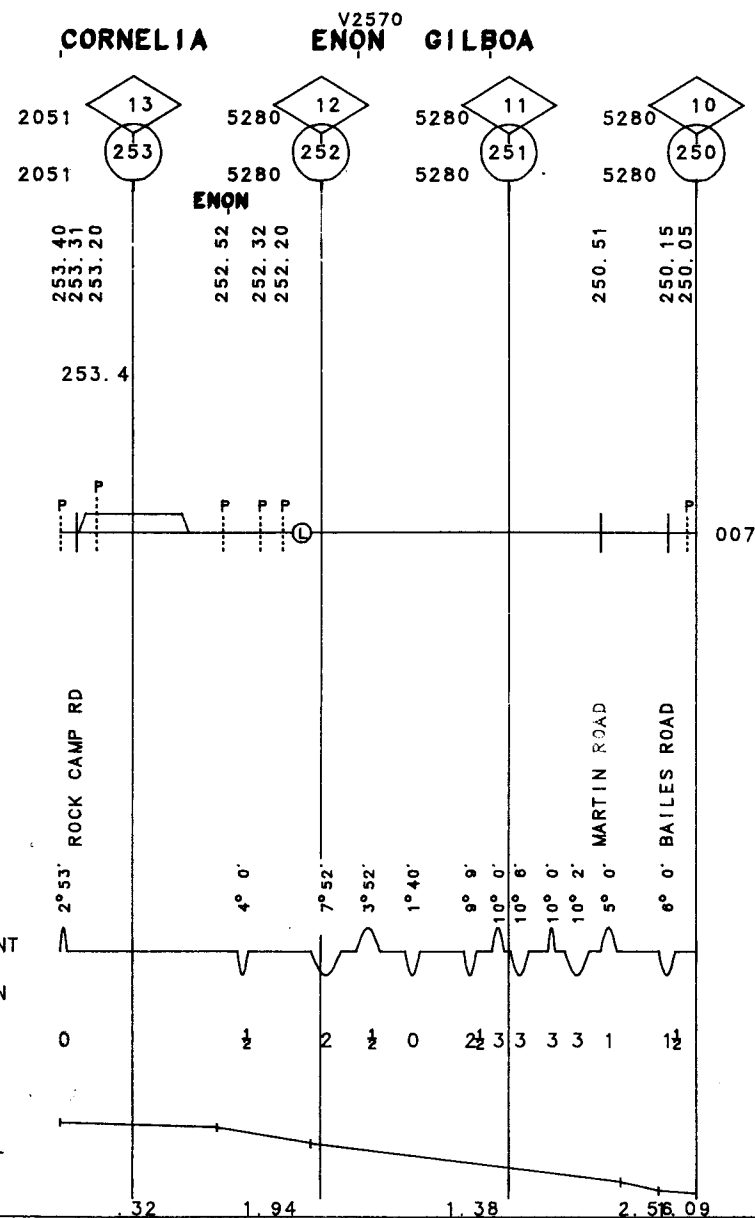 V2570
CORNELIA ENON GILBOA
13 12 11 10
2051 5280 5280 5280
253 252 251 250
2051 5280 5280 5280
ENON
253.40 253.31 253.20 252.52 252.32 252.20 250.51 250.15 250.05
253.4
P P P P P P
L
007
ROCK CAMP RD MARTIN ROAD BAILES ROAD
2° 53' 4° 0' 7° 52' 3° 52' 1° 40' 9° 9' 10° 0' 10° 8' 10° 0' 10° 2' 5° 0' 6° 0'
NT
N
0 ½ 2 ½ 0 2½ 3 3 3 3 1 1½
.32 1.94 1.38